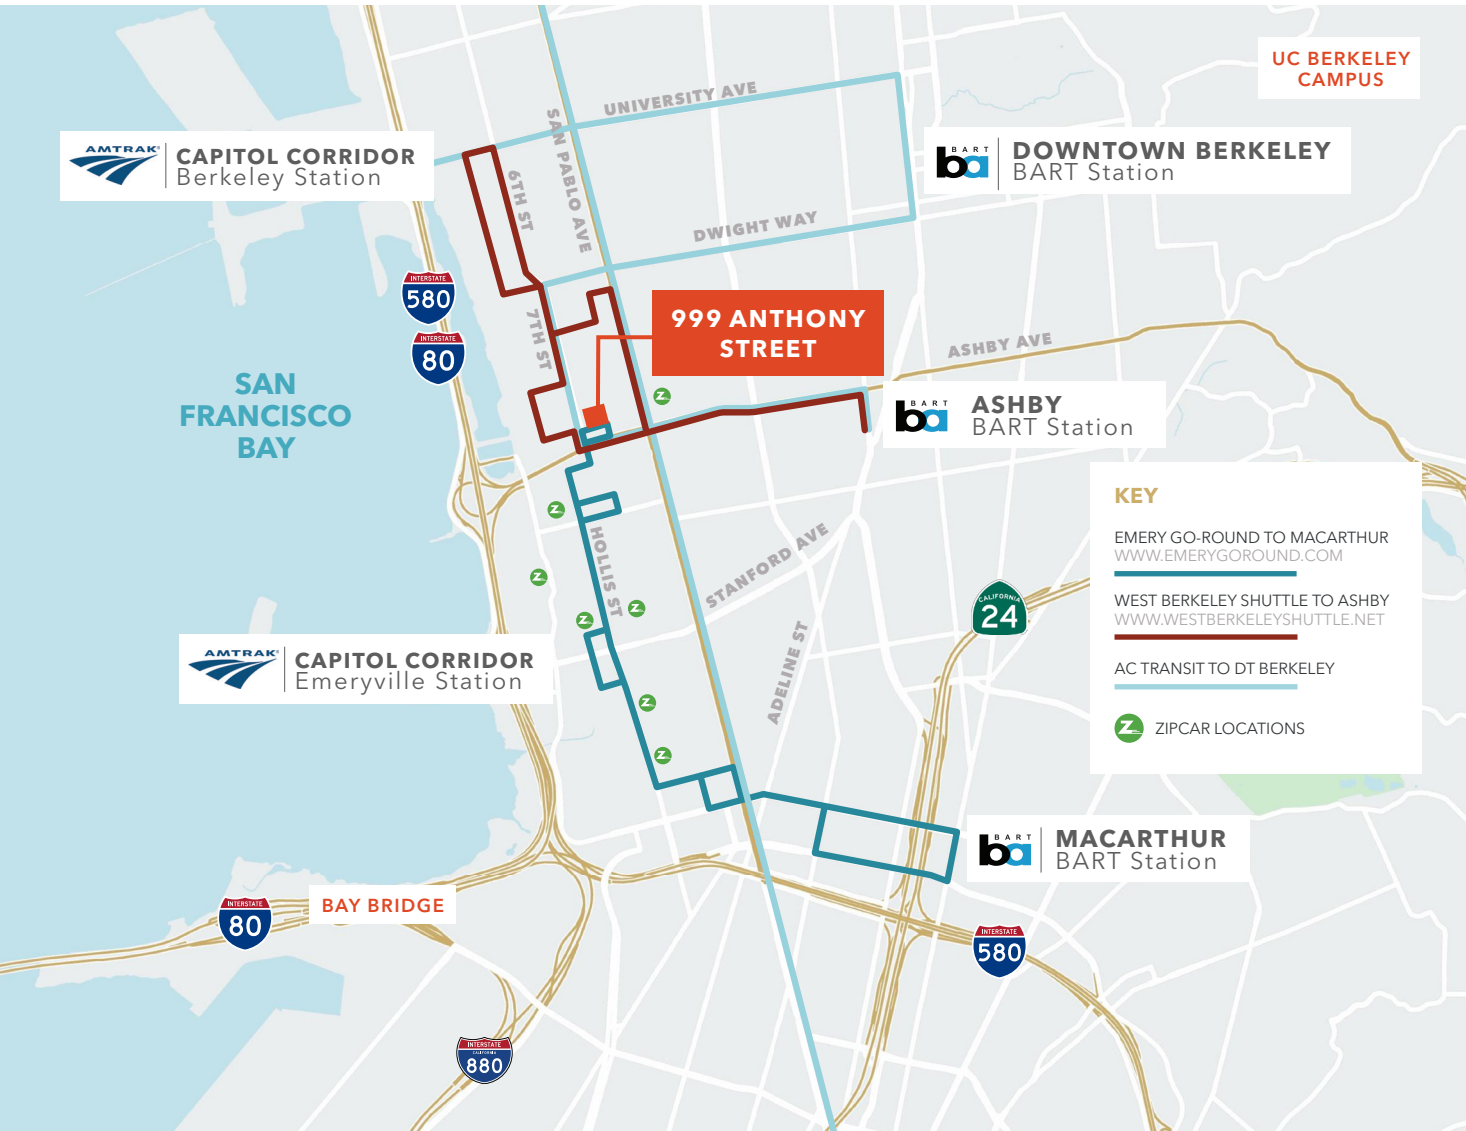 UC BERKELEY
CAMPUS
UNIVERSITY AVE
SAN PABLO AVE
AMTRAK
CAPITOL CORRIDOR
Berkeley Station
BART
ba
DOWNTOWN BERKELEY
BART Station
6TH ST
DWIGHT WAY
INTERSTATE
580
999 ANTHONY
STREET
7TH ST
INTERSTATE
80
ASHBY AVE
SAN
FRANCISCO
BAY
Z
BART
ba
ASHBY
BART Station
KEY
EMERY GO-ROUND TO MACARTHUR
WWW.EMERYGOROUND.COM
WEST BERKELEY SHUTTLE TO ASHBY
WWW.WESTBERKELEYSHUTTLE.NET
AC TRANSIT TO DT BERKELEY
Z
ZIPCAR LOCATIONS
Z
HOLLIS ST
STANFORD AVE
Z
Z
Z
CALIFORNIA
24
ADELINE ST
AMTRAK
CAPITOL CORRIDOR
Emeryville Station
Z
Z
BART
ba
MACARTHUR
BART Station
INTERSTATE
80
BAY BRIDGE
INTERSTATE
580
INTERSTATE
CALIFORNIA
880